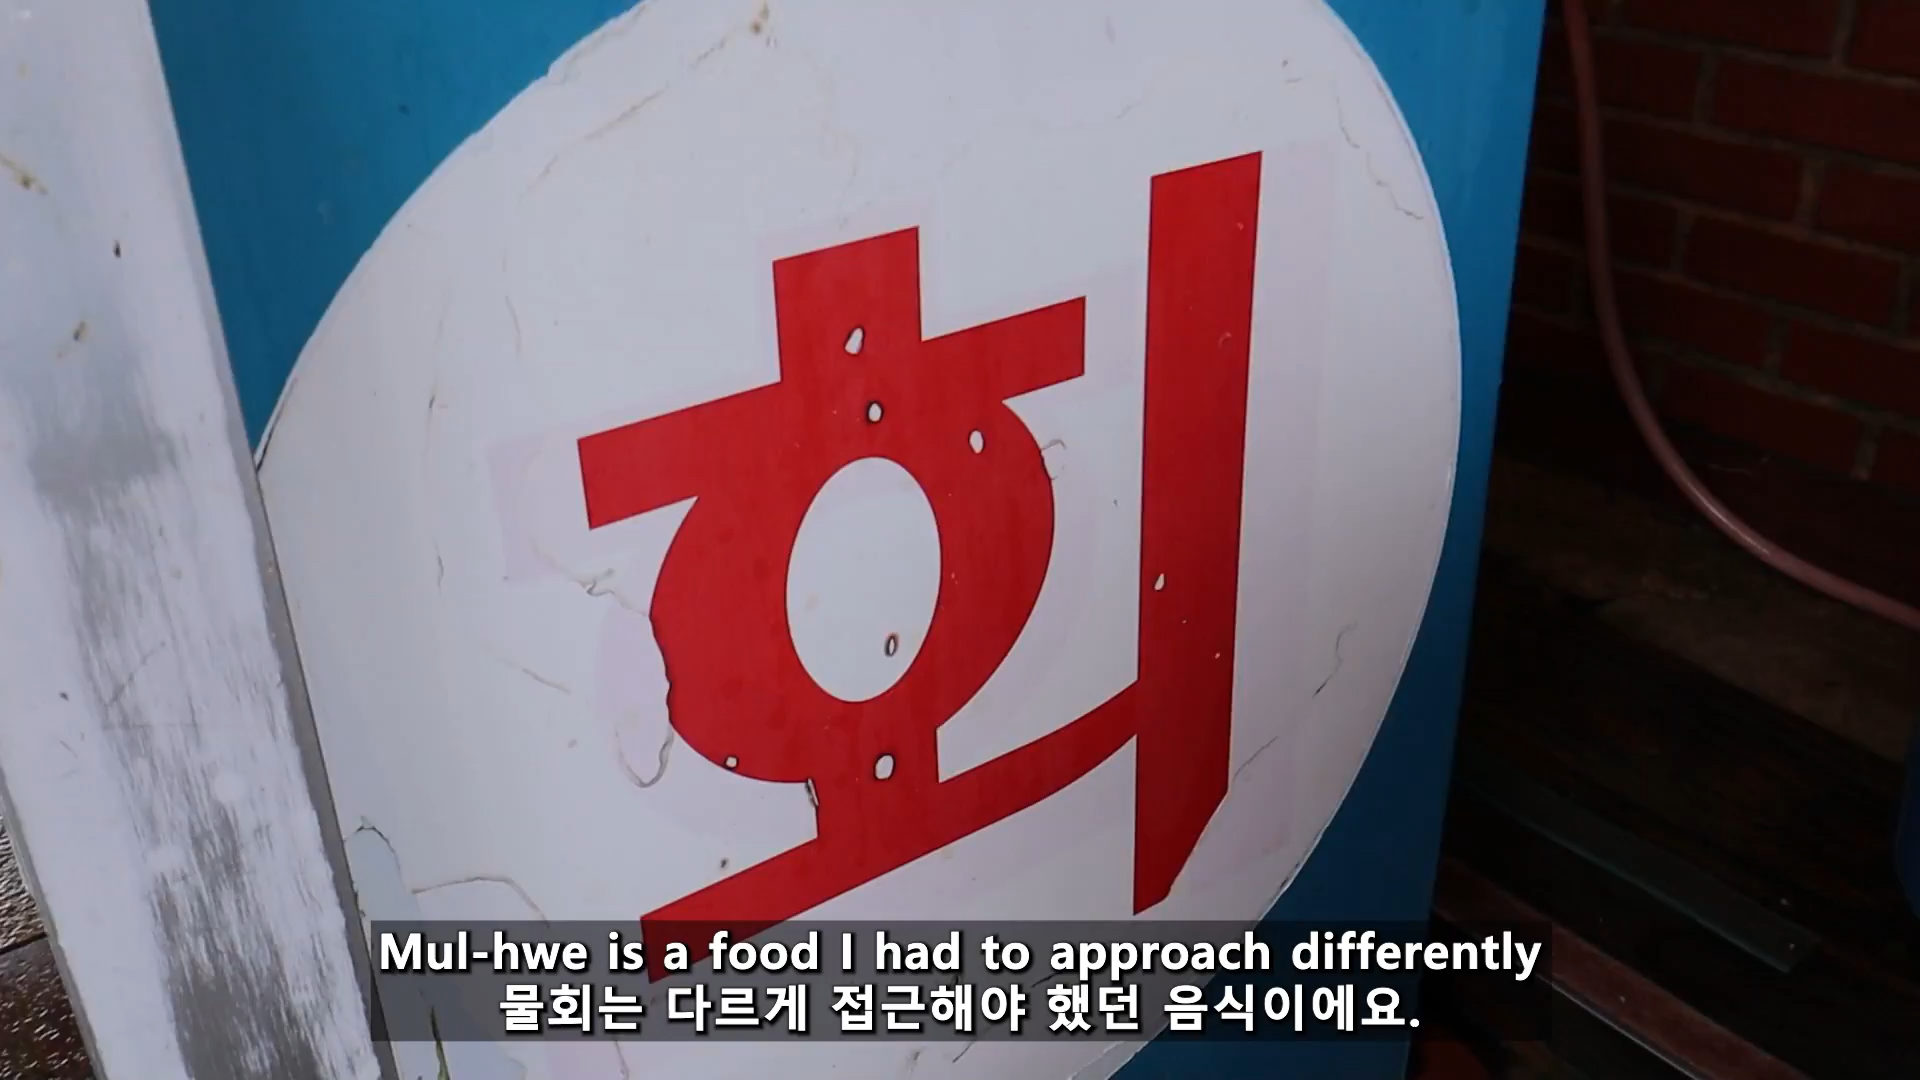 회
Mul-hwe is a food I had to approach differently
물회는 다르게 접근해야 했던 음식이에요.